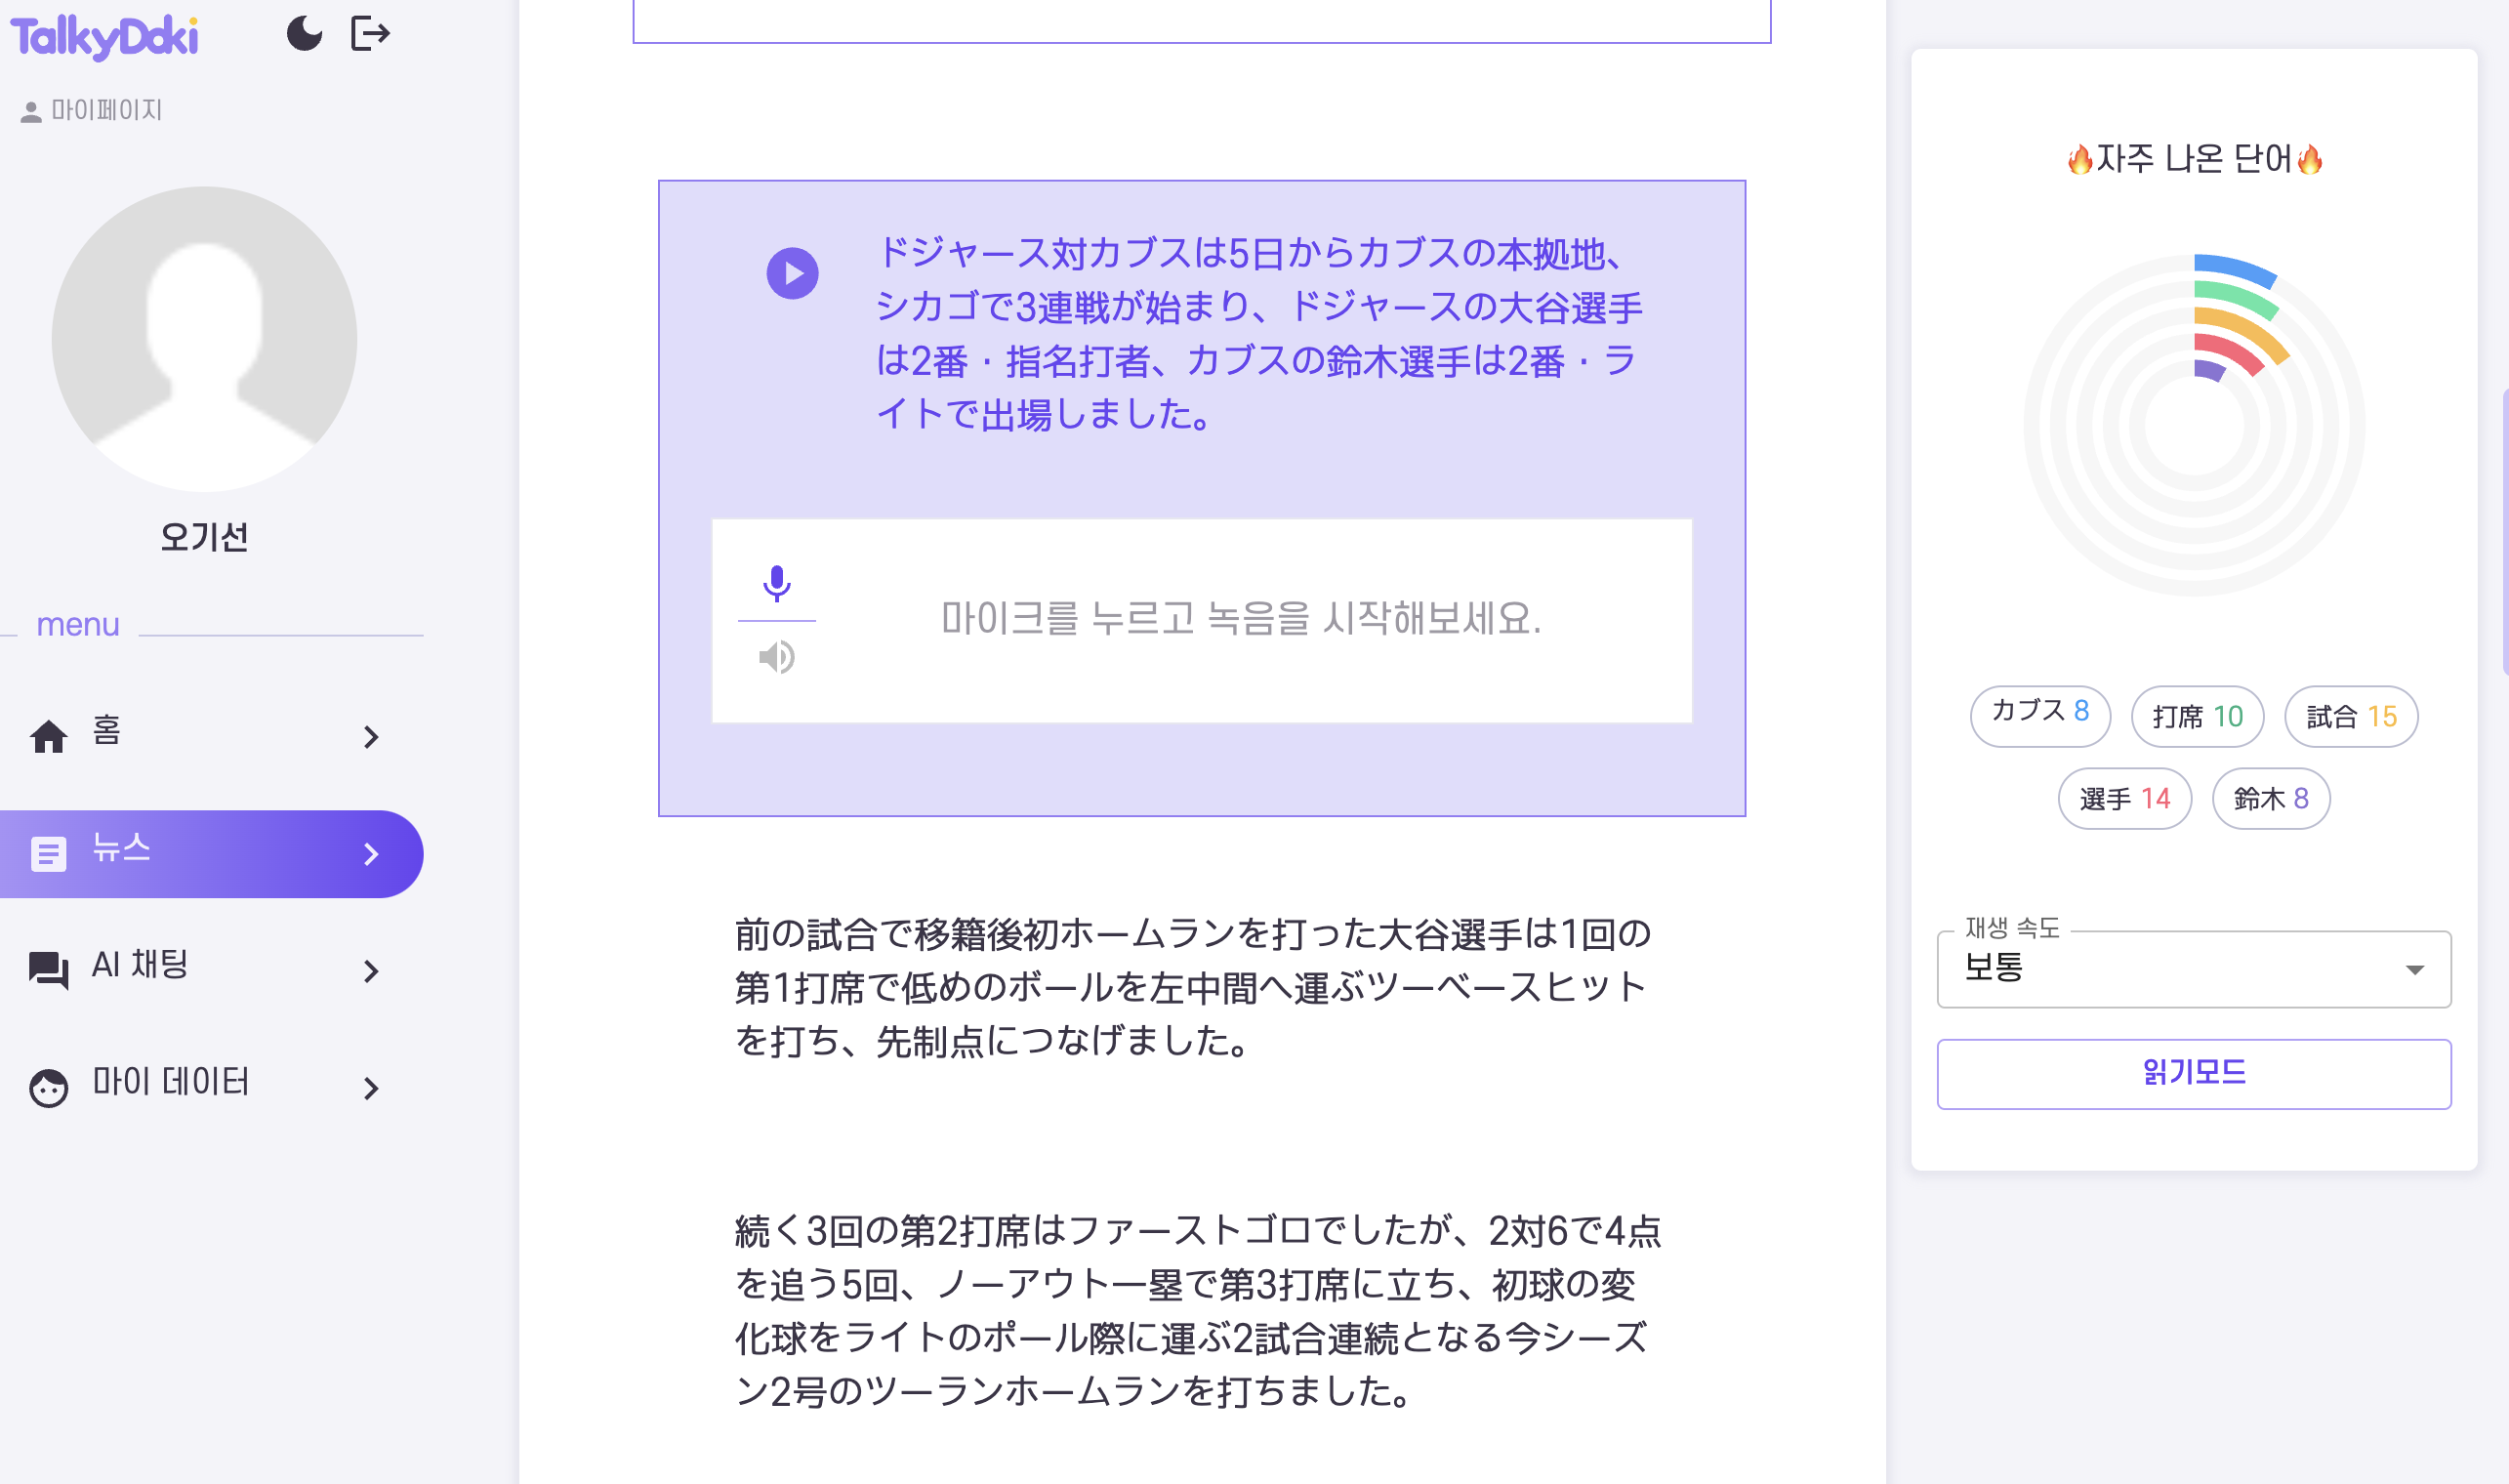 TalkyDoki
마이페이지
오기선
menu
홈
뉴스
AI 채팅
마이 데이터
ドジャース対カブスは5日からカブスの本拠地、
シカゴで3連戦が始まり、ドジャースの大谷選手
は2番・指名打者、カブスの鈴木選手は2番・ラ
イトで出場しました。
마이크를 누르고 녹음을 시작해보세요.
前の試合で移籍後初ホームランを打った大谷選手は1回の
第1打席で低めのボールを左中間へ運ぶツーベースヒット
を打ち、先制点につなげました。
続く3回の第2打席はファーストゴロでしたが、2対6で4点
を追う5回、ノーアウト一塁で第3打席に立ち、初球の変
化球をライトのポール際に運ぶ2試合連続となる今シーズ
ン2号のツーランホームランを打ちました。
🔥자주 나온 단어🔥
カブス 8
打席 10
試合 15
選手 14
鈴木 8
재생 속도
보통
읽기모드